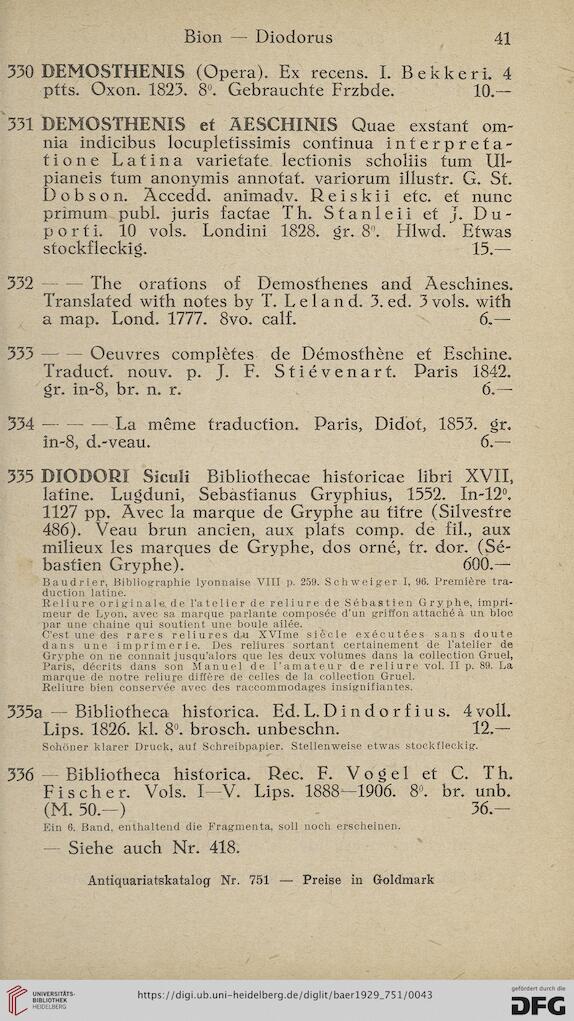 Bion — Diodorus 41
330 DEMOSTHENIS (Opera). Ex recens. I. Bekkeri. 4
ptts. Oxon. 1823. 8⁰. Gebrauchte Frzbde. 10.—
331 DEMOSTHENIS et AESCHINIS Quae exstant om-
nia indicibus locupletissimis continua interpreta-
tione Latina varietate lectionis scholiis tum Ul-
pianeis tum anonymis annotat. variorum illustr. G. St.
Dobson. Accedd. animadv. Reiskii etc. et nunc
primum publ. juris factae Th. Stanleii et J. Du-
porti. 10 vols. Londini 1828. gr. 8⁰. Hlwd. Etwas
stockfleckig. 15.—
332 — — The orations of Demosthenes and Aeschines.
Translated with notes by T. Leland. 3. ed. 3 vols. with
a map. Lond. 1777. 8vo. calf. 6.—
333 — — Oeuvres complètes de Démosthène et Eschine.
Traduct. nouv. p. J. F. Stiévenart. Paris 1842.
gr. in-8, br. n. r. 6.—
334 — — — La même traduction. Paris, Didot, 1853. gr.
in-8, d.-veau. 6.—
335 DIODORI Siculi Bibliothecae historicae libri XVII,
latine. Lugduni, Sebastianus Gryphius, 1552. In-12⁰.
1127 pp. Avec la marque de Gryphe au titre (Silvestre
486). Veau brun ancien, aux plats comp. de fil., aux
milieux les marques de Gryphe, dos orné, tr. dor. (Sé-
bastien Gryphe). 600.—
Baudrier, Bibliographie lyonnaise VIII p. 259. Schweiger I, 96. Première tra-
duction latine.
Reliure originale de l'atelier de reliure de Sébastien Gryphe, impri-
meur de Lyon, avec sa marque parlante composée d'un griffon attaché à un bloc
par une chaine qui soutient une boule ailée.
C'est une des rares reliures du XVIme siècle exécutées sans doute
dans une imprimerie. Des reliures sortant certainement de l'atelier de
Gryphe on ne connait jusqu'alors que les deux volumes dans la collection Gruel,
Paris, décrits dans son Manuel de l'amateur de reliure vol. II p. 89. La
marque de notre reliure diffère de celles de la collection Gruel.
Reliure bien conservée avec des raccommodages insignifiantes.
335a — Bibliotheca historica. Ed. L. Dindorfius. 4 voll.
Lips. 1826. kl. 8⁰. brosch. unbeschn. 12.—
Schöner klarer Druck, auf Schreibpapier. Stellenweise etwas stockfleckig.
336 — Bibliotheca historica. Rec. F. Vogel et C. Th.
Fischer. Vols. I—V. Lips. 1888—1906. 8⁰. br. unb.
(M. 50.—) 36.—
Ein 6. Band, enthaltend die Fragmenta, soll noch erscheinen.
— Siehe auch Nr. 418.
Antiquariatskatalog Nr. 751 — Preise in Goldmark
UNIVERSITÄTS-
BIBLIOTHEK
HEIDELBERG
https://digi.ub.uni-heidelberg.de/diglit/baer1929_751/0043
gefördert durch die
DFG